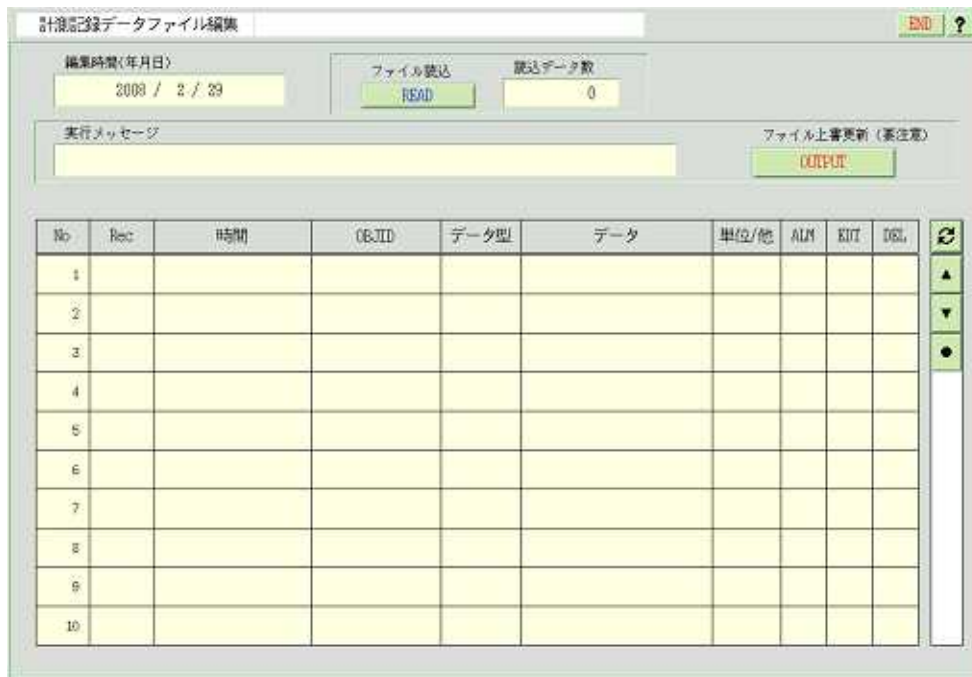 計測記録データファイル編集
END ?
編集時間(年月日)
2008 / 2 / 29
ファイル読込
READ
読込データ数
0
実行メッセージ
ファイル上書更新（要注意）
OUTPUT
No Rec 時間 OBJID データ型 データ 単位/他 ALM EDT DEL
1
2
3
4
5
6
7
8
9
10